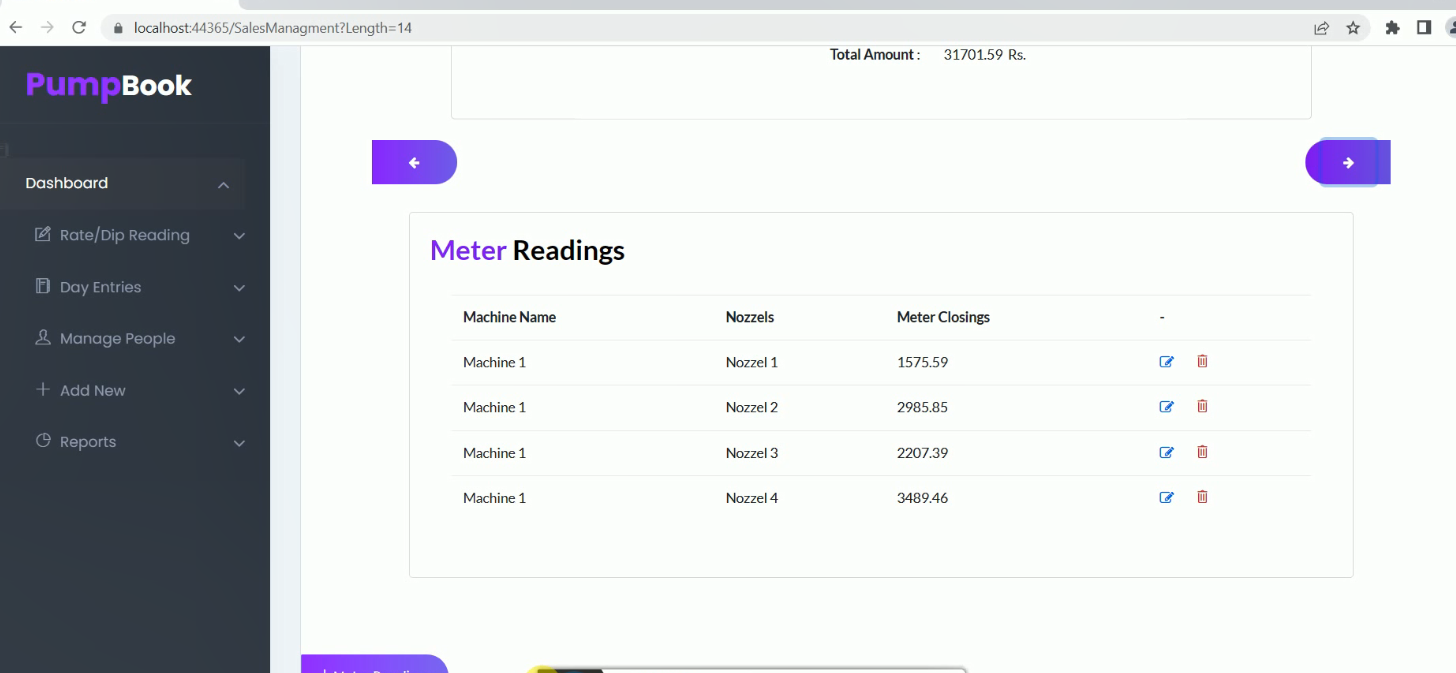 localhost:44365/SalesManagment?Length=14
PumpBook
Total Amount : 31701.59 Rs.
Dashboard
Rate/Dip Reading
Day Entries
Manage People
Add New
Reports
Meter Readings
Machine Name Nozzels Meter Closings -
Machine 1 Nozzel 1 1575.59
Machine 1 Nozzel 2 2985.85
Machine 1 Nozzel 3 2207.39
Machine 1 Nozzel 4 3489.46